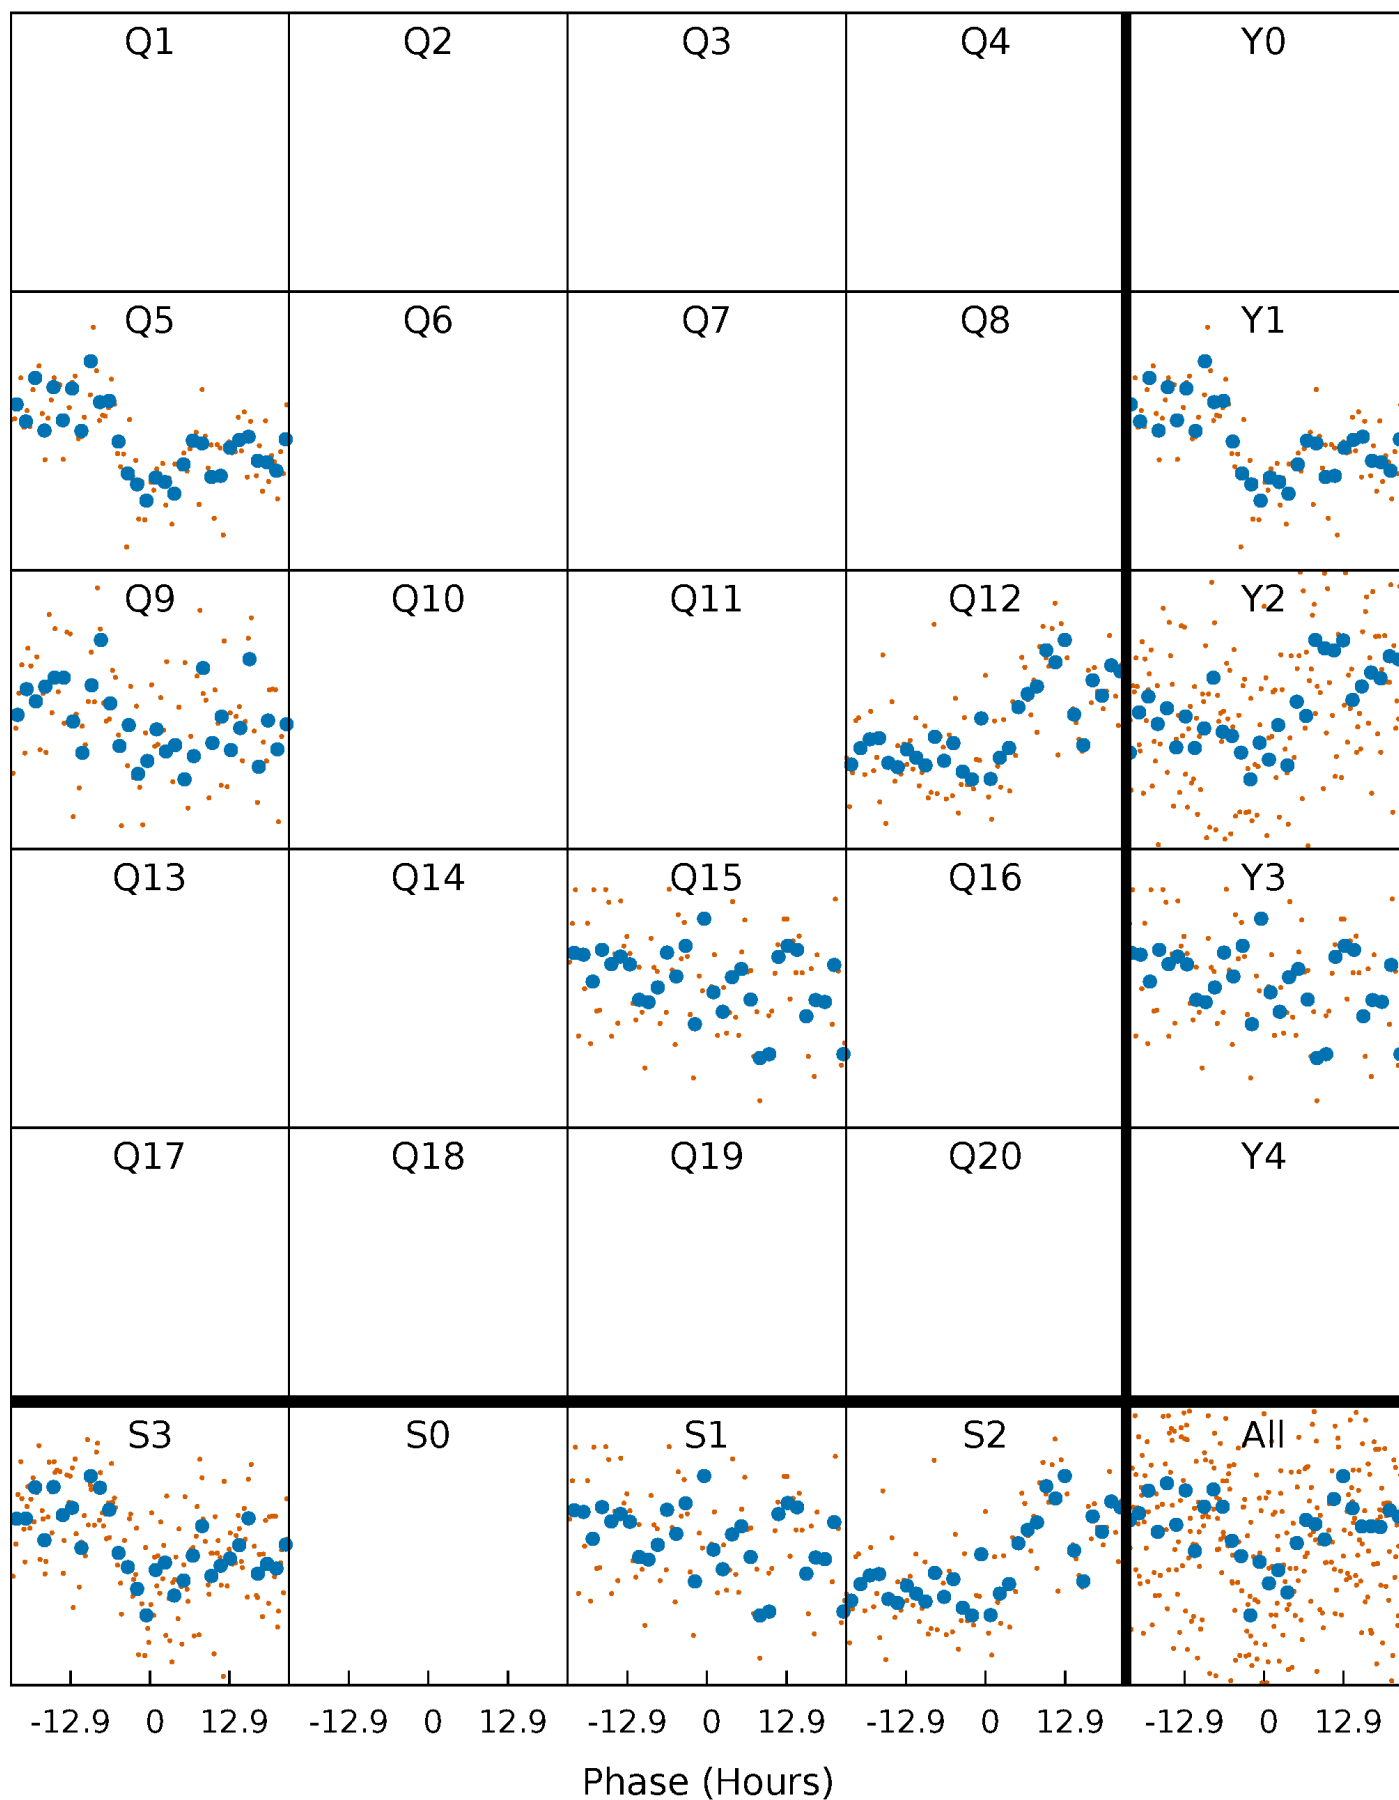 Q1 Q2 Q3 Q4 Y0
Q5 Q6 Q7 Q8 Y1
Q9 Q10 Q11 Q12 Y2
Q13 Q14 Q15 Q16 Y3
Q17 Q18 Q19 Q20 Y4
S3 S0 S1 S2 All
-12.9 0 12.9 -12.9 0 12.9 -12.9 0 12.9 -12.9 0 12.9 -12.9 0 12.9
Phase (Hours)